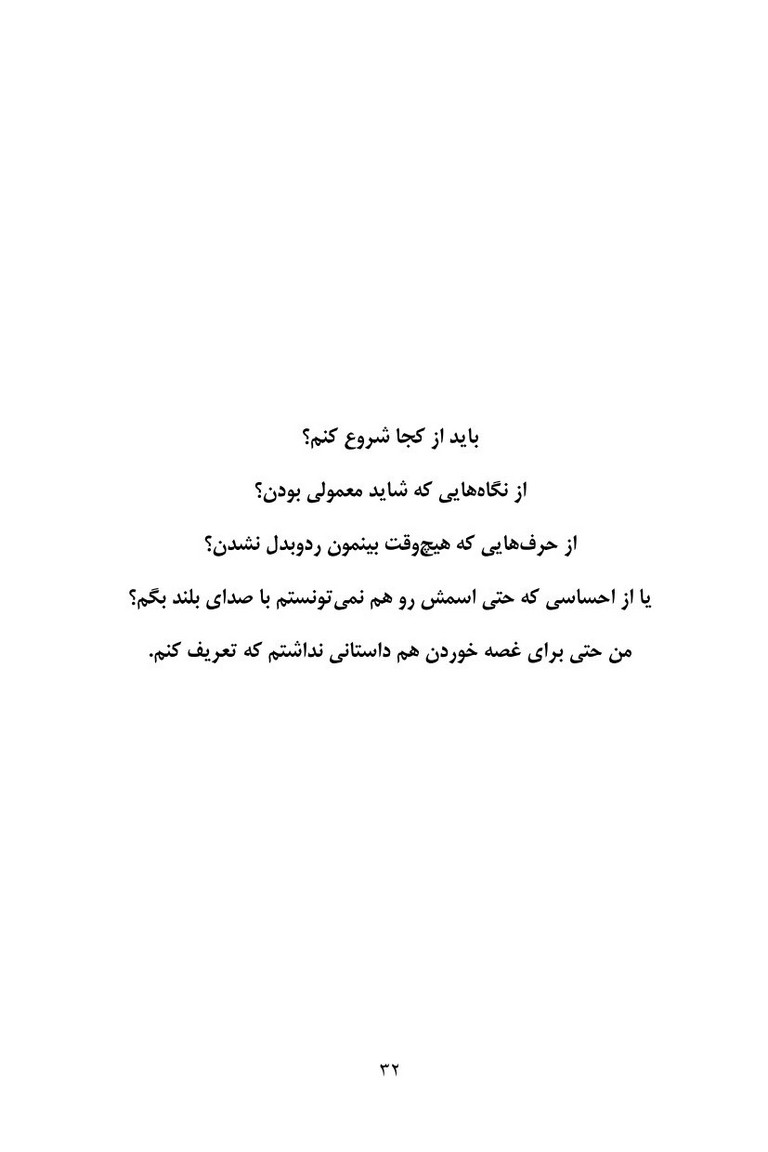 باید از کجا شروع کنم؟
از نگاه‌هایی که شاید معمولی بودن؟
از حرف‌هایی که هیچ‌وقت بینمون ردوبدل نشدن؟
یا از احساسی که حتی اسمش رو هم نمی‌تونستم با صدای بلند بگم؟
من حتی برای غصه خوردن هم داستانی نداشتم که تعریف کنم.
۳۲